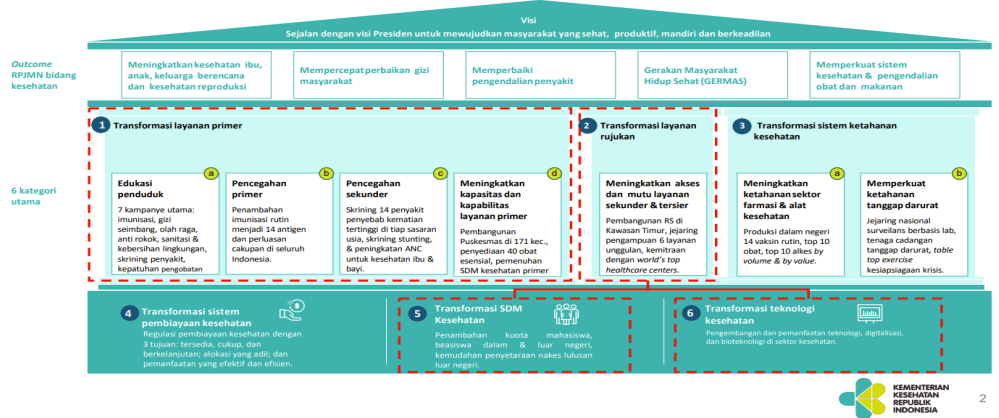 Visi
Sejalan dengan visi Presiden untuk mewujudkan masyarakat yang sehat, produktif, mandiri dan berkeadilan
Outcome
RPJMN bidang
kesehatan
Meningkatkan kesehatan ibu,
anak, keluarga berencana
dan kesehatan reproduksi
Mempercepat perbaikan gizi
masyarakat
Memperbaiki
pengendalian penyakit
Gerakan Masyarakat
Hidup Sehat (GERMAS)
Memperkuat sistem
kesehatan & pengendalian
obat dan makanan
6 kategori
utama
1 Transformasi layanan primer
a
Edukasi
penduduk
7 kampanye utama:
imunisasi, gizi
seimbang, olah raga,
anti rokok, sanitasi &
kebersihan lingkungan,
skrining penyakit,
kepatuhan pengobatan
b
Pencegahan
primer
Penambahan
imunisasi rutin
menjadi 14 antigen
dan perluasan
cakupan di seluruh
Indonesia.
c
Pencegahan
sekunder
Skrining 14 penyakit
penyebab kematian
tertinggi di tiap sasaran
usia, skrining stunting,
& peningkatan ANC
untuk kesehatan ibu &
bayi.
d
Meningkatkan
kapasitas dan
kapabilitas
layanan primer
Pembangunan
Puskesmas di 171 kec.,
penyediaan 40 obat
esensial, pemenuhan
SDM kesehatan primer
2 Transformasi layanan
rujukan
Meningkatkan akses
dan mutu layanan
sekunder & tersier
Pembangunan RS di
Kawasan Timur, jejaring
pengampuan 6 layanan
unggulan, kemitraan
dengan world's top
healthcare centers.
3 Transformasi sistem ketahanan
kesehatan
a
Meningkatkan
ketahanan sektor
farmasi & alat
kesehatan
Produksi dalam negeri
14 vaksin rutin, top 10
obat, top 10 alkes by
volume & by value.
b
Memperkuat
ketahanan
tanggap darurat
Jejaring nasional
surveilans berbasis lab,
tenaga cadangan
tanggap darurat, table
top exercise
kesiapsiagaan krisis.
4 Transformasi sistem
pembiayaan kesehatan
Regulasi pembiayaan kesehatan dengan
3 tujuan: tersedia, cukup, dan
berkelanjutan; alokasi yang adil; dan
pemanfaatan yang efektif dan efisien.
5 Transformasi SDM
Kesehatan
Penambahan kuota mahasiswa,
beasiswa dalam & luar negeri,
kemudahan penyetaraan nakes lulusan
luar negeri.
6 Transformasi teknologi
kesehatan
Pengembangan dan pemanfaatan teknologi, digitalisasi,
dan bioteknologi di sektor kesehatan.
KEMENTERIAN
KESEHATAN
REPUBLIK
INDONESIA
2